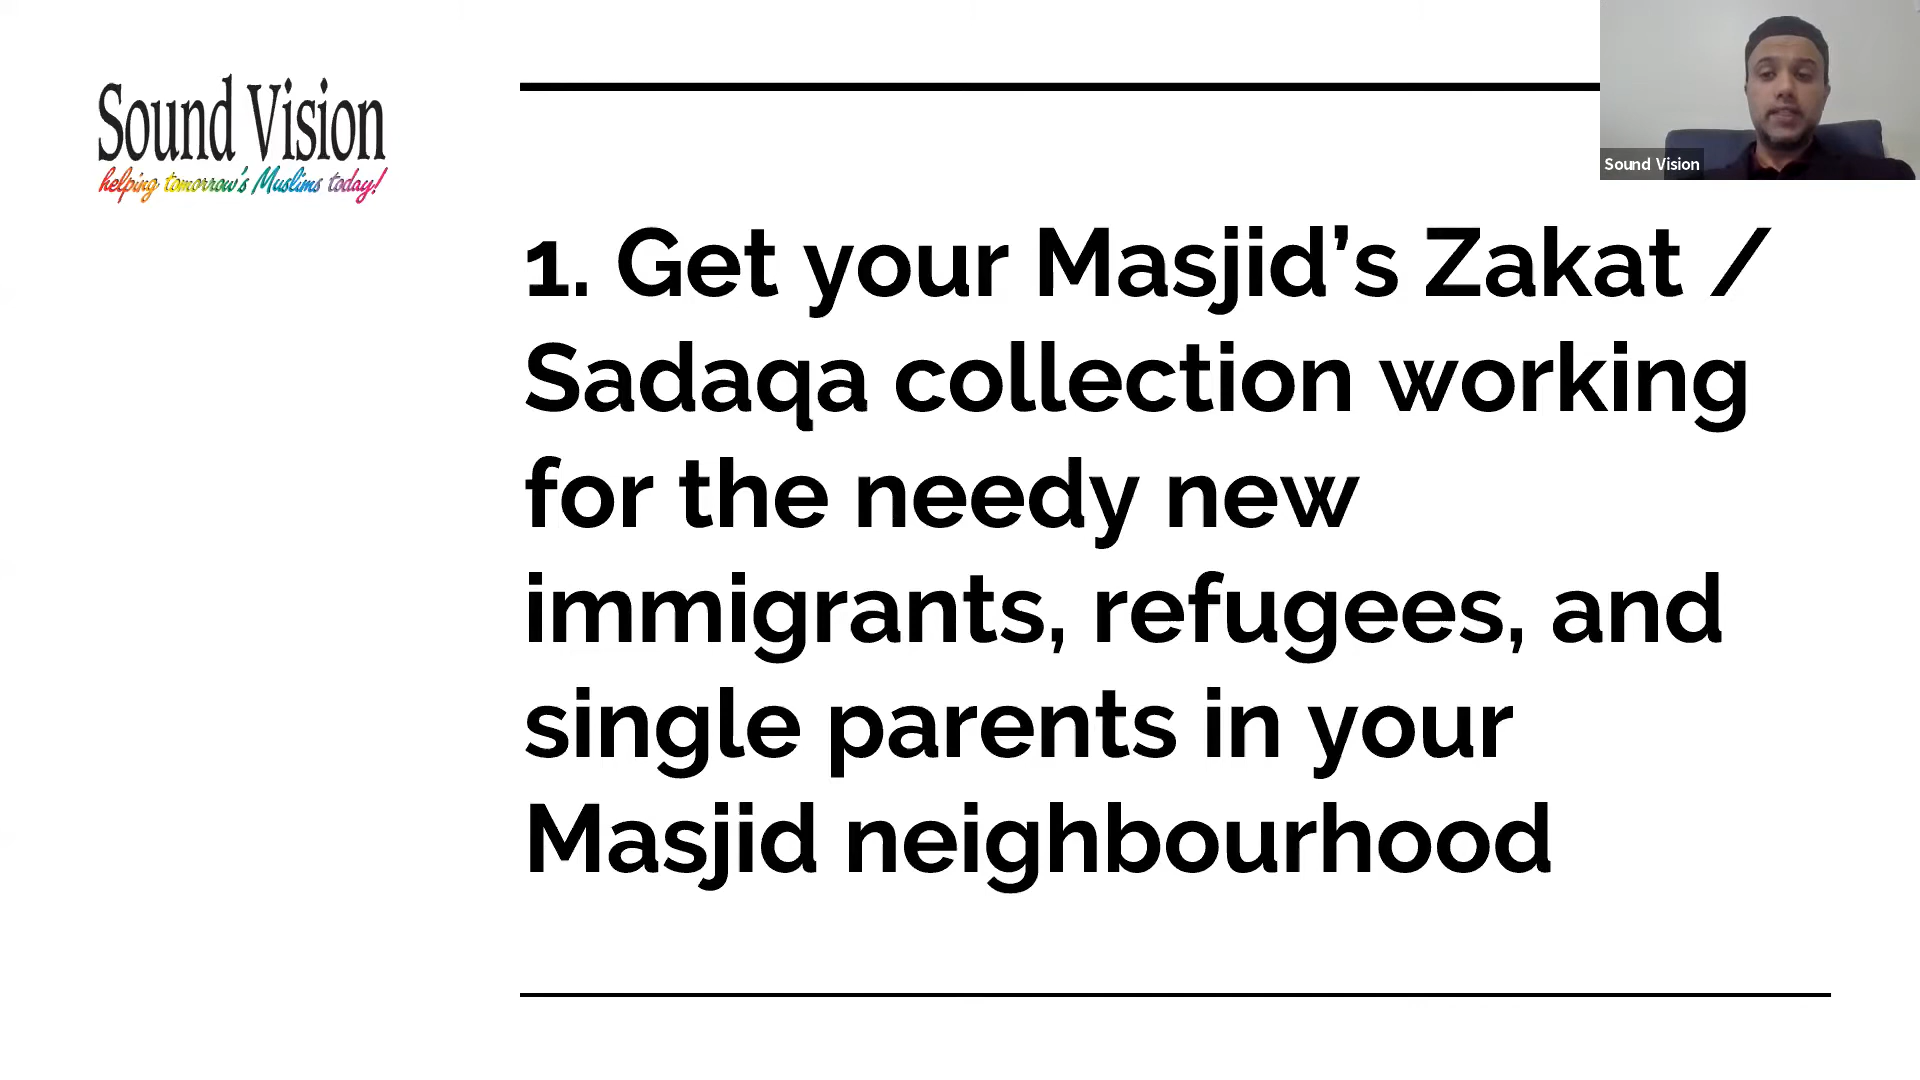 Sound Vision
helping tomorrow's Muslims today!
Sound Vision
1. Get your Masjid’s Zakat /
Sadaqa collection working
for the needy new
immigrants, refugees, and
single parents in your
Masjid neighbourhood